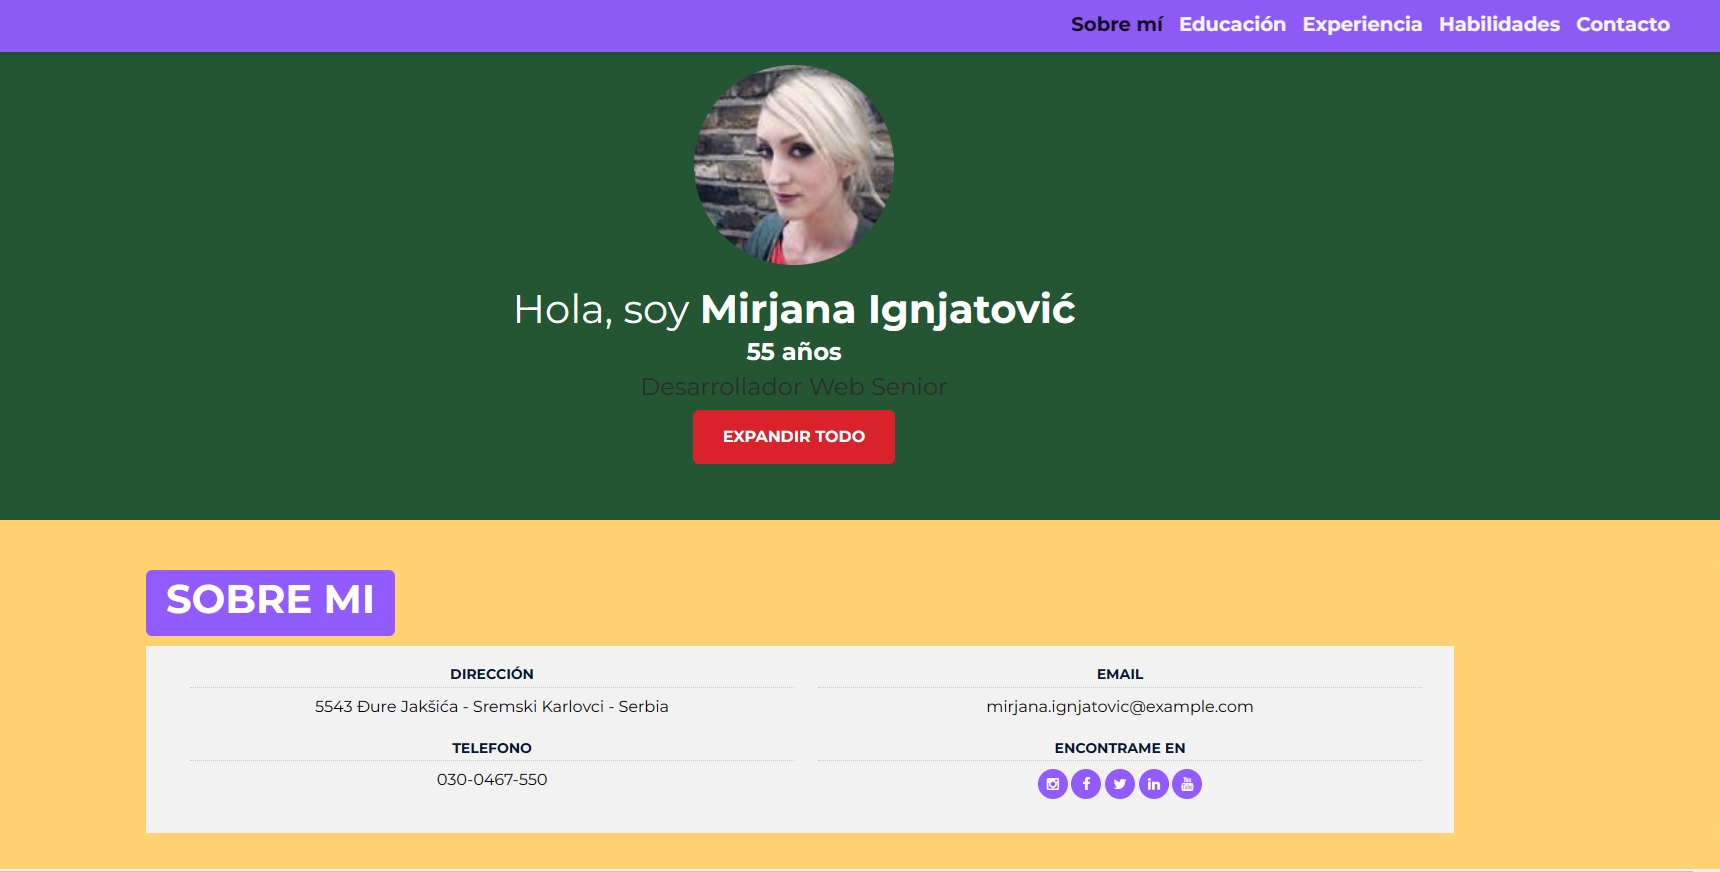 Sobre mí Educación Experiencia Habilidades Contacto
Hola, soy Mirjana Ignjatović
55 años
Desarrollador Web Senior
EXPANDIR TODO
SOBRE MI
DIRECCIÓN
5543 Đure Jakšića - Sremski Karlovci - Serbia
EMAIL
mirjana.ignjatovic@example.com
TELEFONO
030-0467-550
ENCONTRAME EN